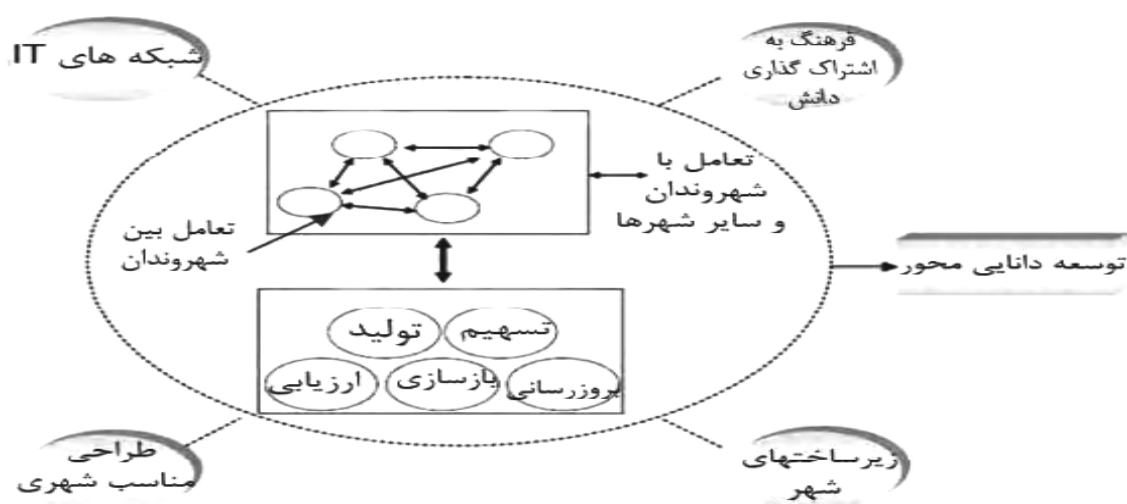 فرهنگ به
اشتراک گذاری
دانش
شبکه های IT
تعامل با
شهروندان
و سایر شهرها
تعامل بین
شهروندان
توسعه دانایی محور
تسهیم
تولید
بروزرسانی
بازسازی
ارزیابی
زیرساختهای
شهر
طراحی
مناسب شهری